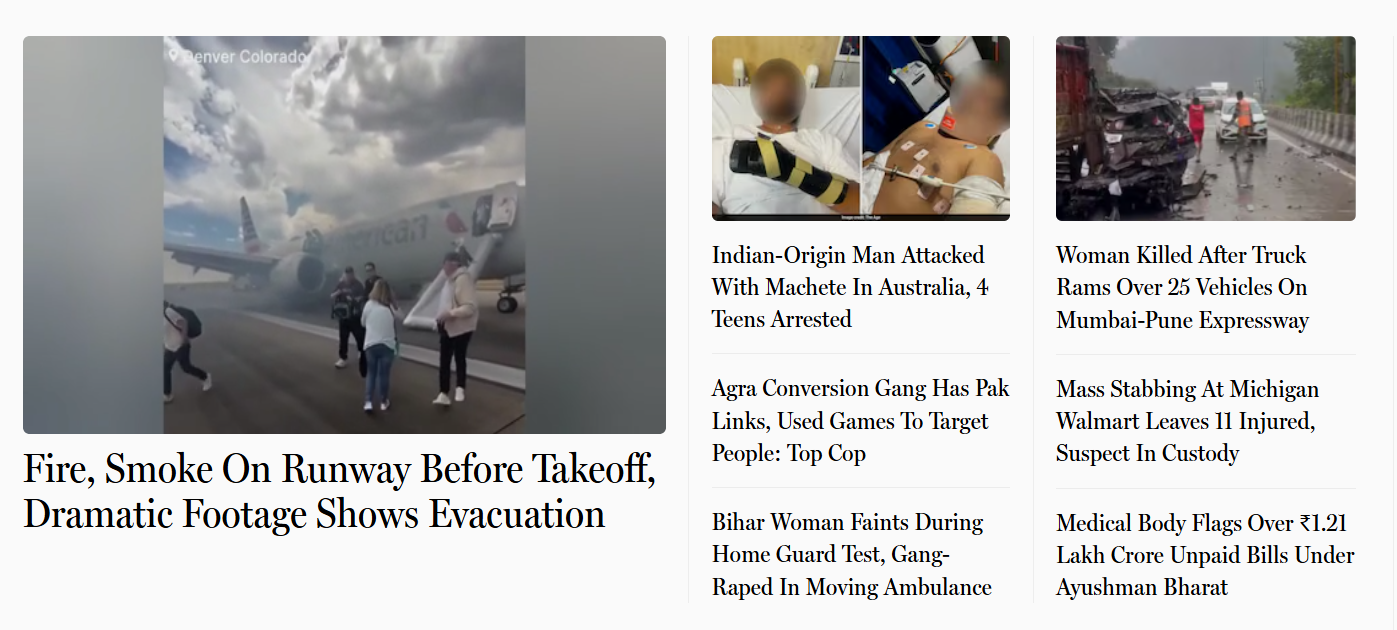 Denver Colorado
American
Fire, Smoke On Runway Before Takeoff,
Dramatic Footage Shows Evacuation
Image credit: The Age
Indian-Origin Man Attacked
With Machete In Australia, 4
Teens Arrested
Agra Conversion Gang Has Pak
Links, Used Games To Target
People: Top Cop
Bihar Woman Faints During
Home Guard Test, Gang-
Raped In Moving Ambulance
Woman Killed After Truck
Rams Over 25 Vehicles On
Mumbai-Pune Expressway
Mass Stabbing At Michigan
Walmart Leaves 11 Injured,
Suspect In Custody
Medical Body Flags Over ₹1.21
Lakh Crore Unpaid Bills Under
Ayushman Bharat